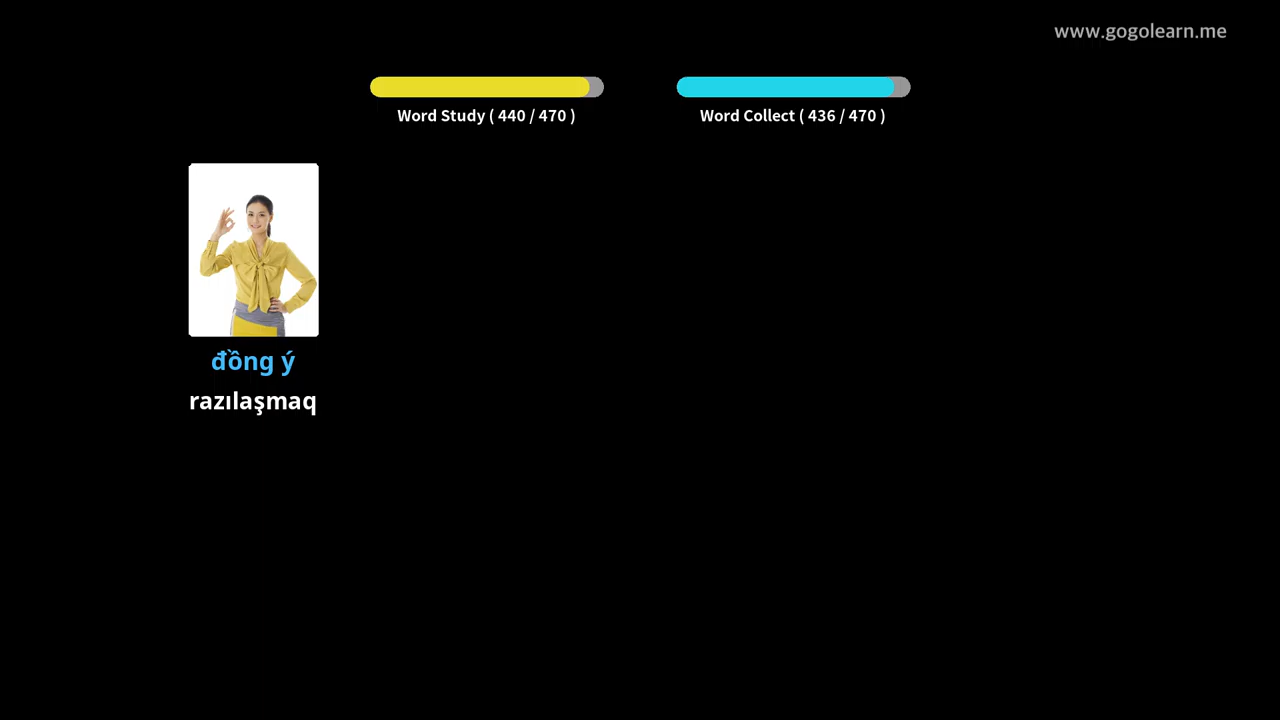 www.gogolearn.me
Word Study ( 440 / 470 )
Word Collect ( 436 / 470 )
đồng ý
razılaşmaq